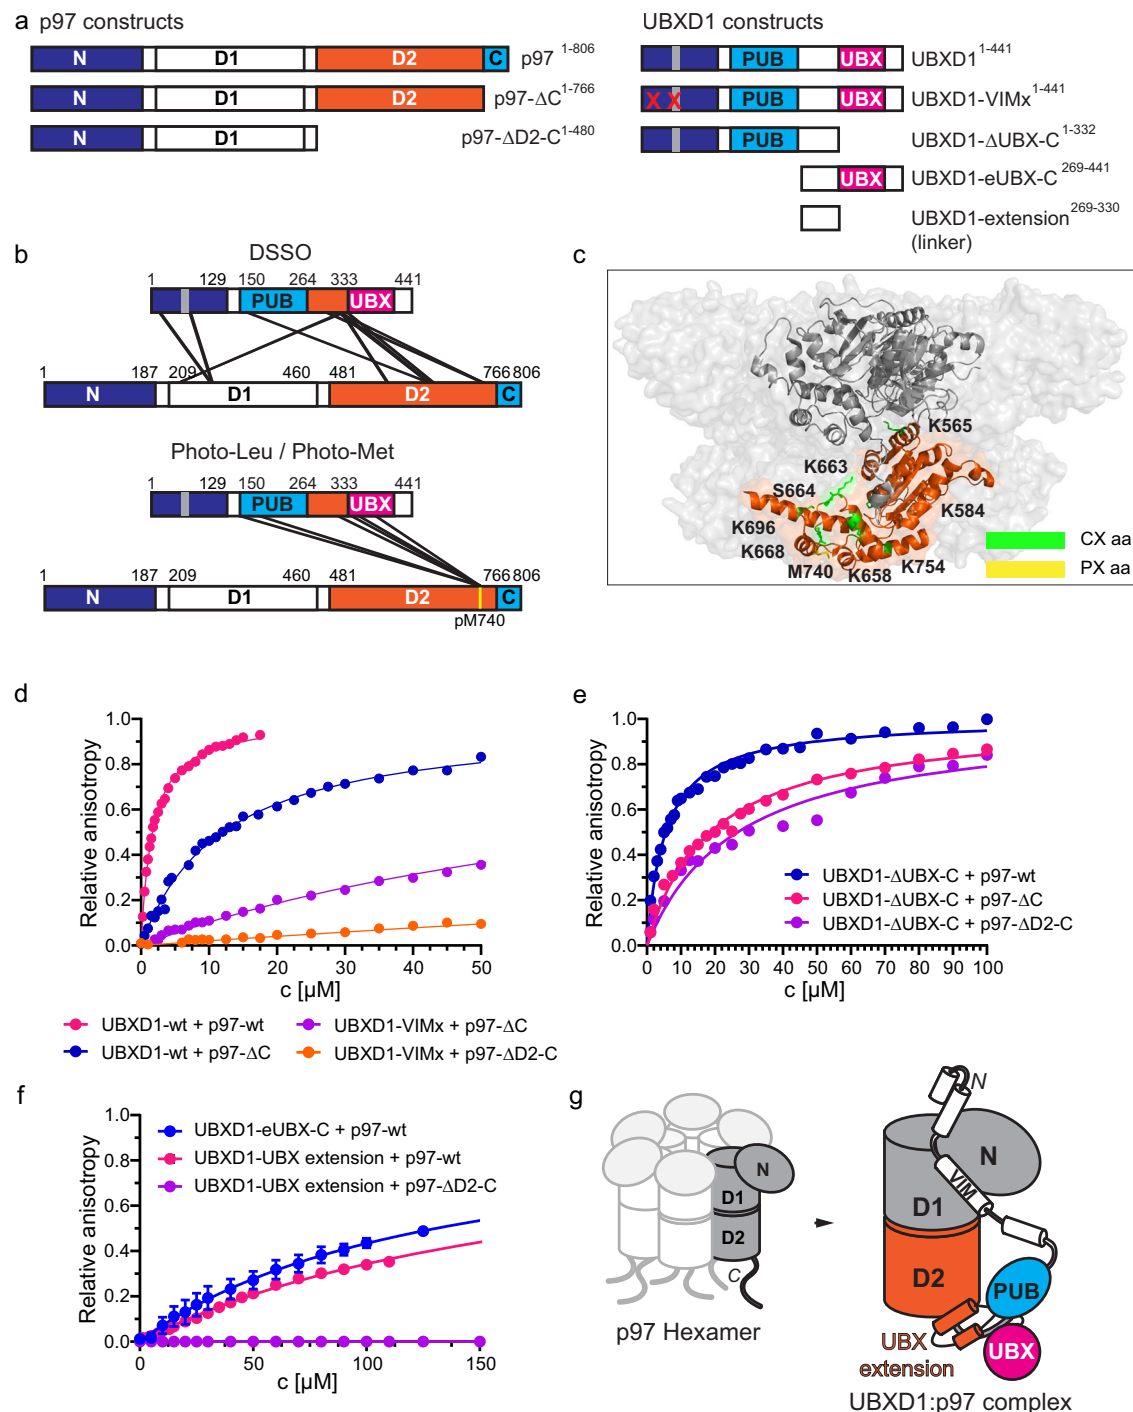 a p97 constructs
N D1 D2 C p97 1-806
N D1 D2 p97-ΔC 1-766
N D1 p97-ΔD2-C 1-480
UBXD1 constructs
PUB UBX UBXD1 1-441
X X PUB UBX UBXD1-VIMx 1-441
PUB UBXD1-ΔUBX-C 1-332
UBX UBXD1-eUBX-C 269-441
UBXD1-extension 269-330
(linker)
b
DSSO
1 129 150 264 333 441
PUB UBX
1 187 209 460 481 766 806
N D1 D2 C
Photo-Leu / Photo-Met
1 129 150 264 333 441
PUB UBX
1 187 209 460 481 766 806
N D1 D2 C
pM740
c
K565
K663
S664
K584
K696
K668
M740 K658 K754
CX aa
PX aa
d
Relative anisotropy
1.0
0.8
0.6
0.4
0.2
0.0
0 10 20 30 40 50
c [µM]
UBXD1-wt + p97-wt
UBXD1-wt + p97-ΔC
UBXD1-VIMx + p97-ΔC
UBXD1-VIMx + p97-ΔD2-C
e
Relative anisotropy
1.0
0.8
0.6
0.4
0.2
0.0
UBXD1-ΔUBX-C + p97-wt
UBXD1-ΔUBX-C + p97-ΔC
UBXD1-ΔUBX-C + p97-ΔD2-C
0 10 20 30 40 50 60 70 80 90 100
c [µM]
f
Relative anisotropy
1.0
0.8
0.6
0.4
0.2
0.0
UBXD1-eUBX-C + p97-wt
UBXD1-UBX extension + p97-wt
UBXD1-UBX extension + p97-ΔD2-C
0 50 100 150
c [µM]
g
N
D1
D2
C
p97 Hexamer
N
N
VIM
D1
D2
PUB
UBX
UBX
extension
UBXD1:p97 complex